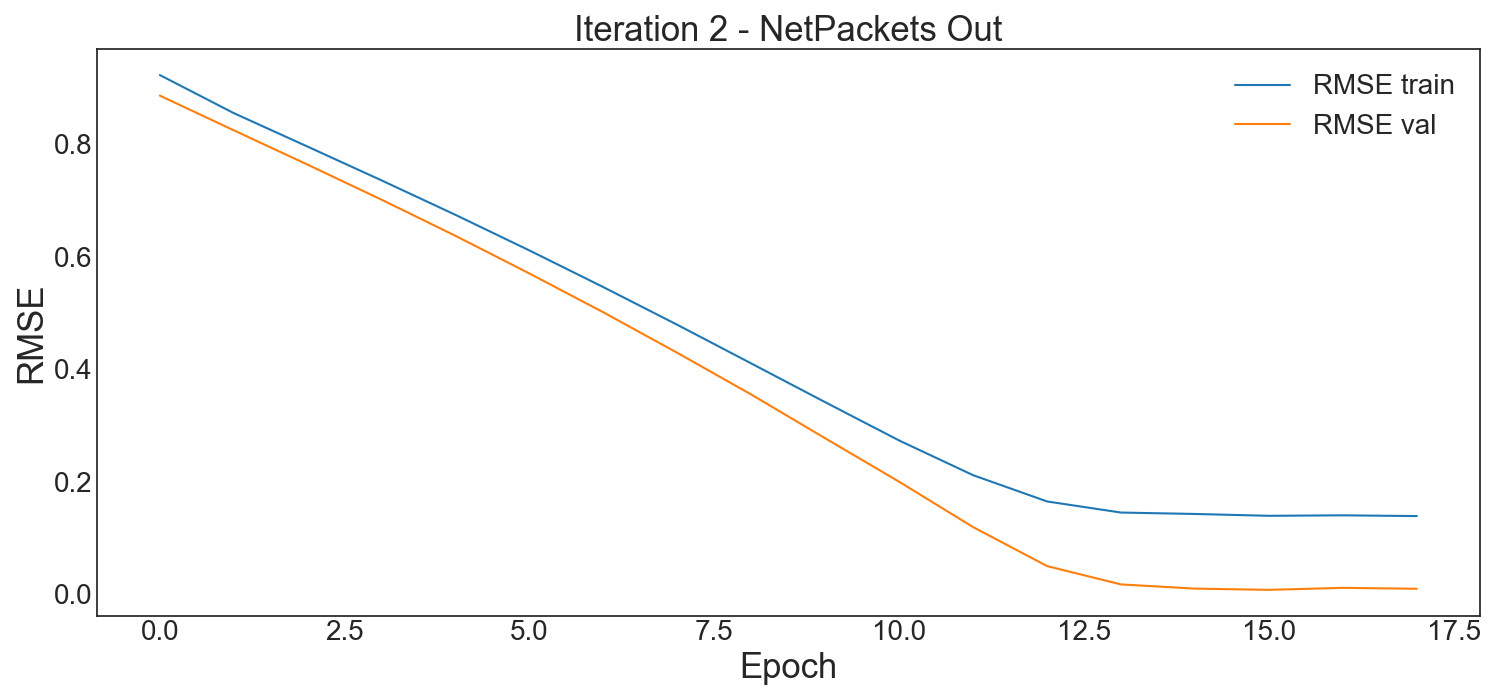 Iteration 2 - NetPackets Out
RMSE train
RMSE val
0.8
0.6
0.4
0.2
0.0
RMSE
0.0 2.5 5.0 7.5 10.0 12.5 15.0 17.5
Epoch